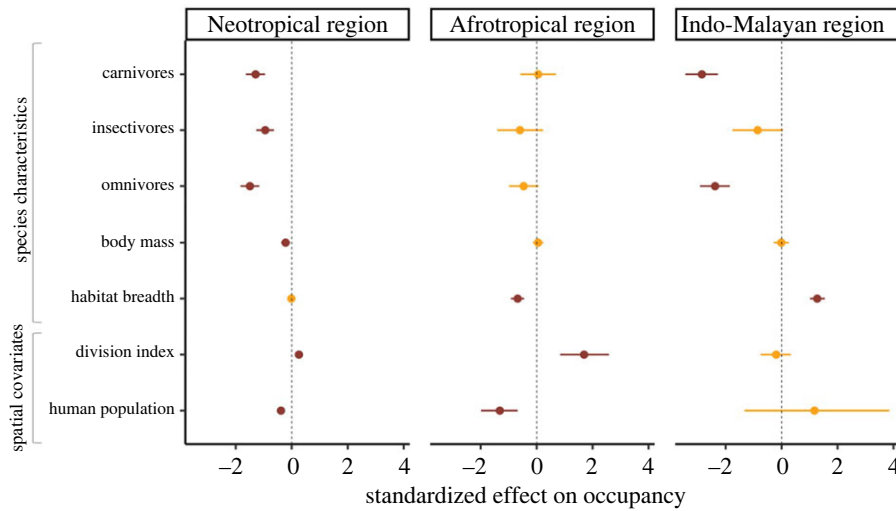 Neotropical region Afrotropical region Indo-Malayan region
species characteristics
carnivores
insectivores
omnivores
body mass
habitat breadth
spatial covariates
division index
human population
–2 0 2 4 –2 0 2 4 –2 0 2 4
standardized effect on occupancy